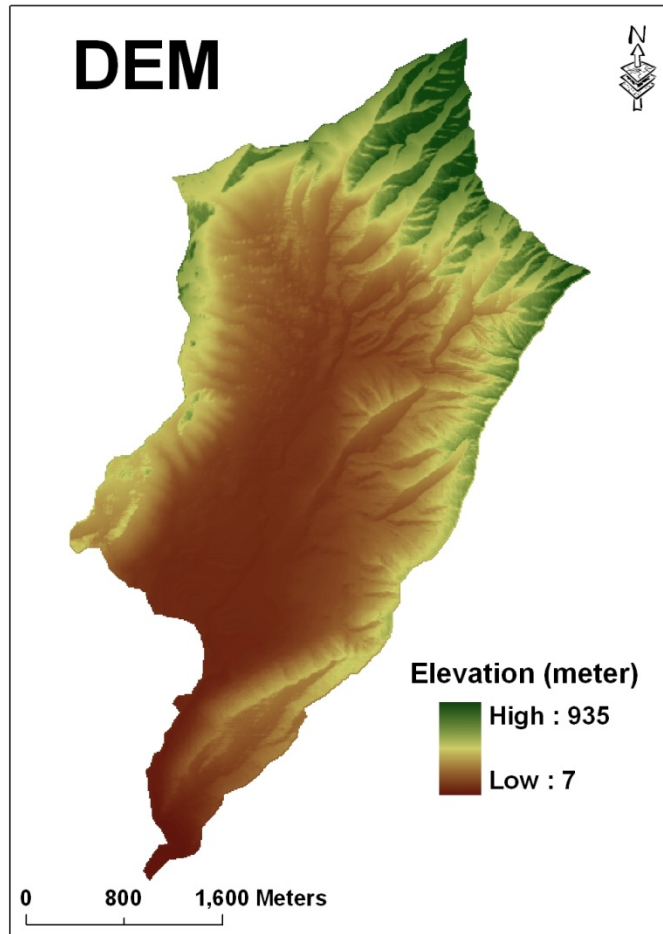 DEM
N
Elevation (meter)
High : 935
Low : 7
0 800 1,600 Meters